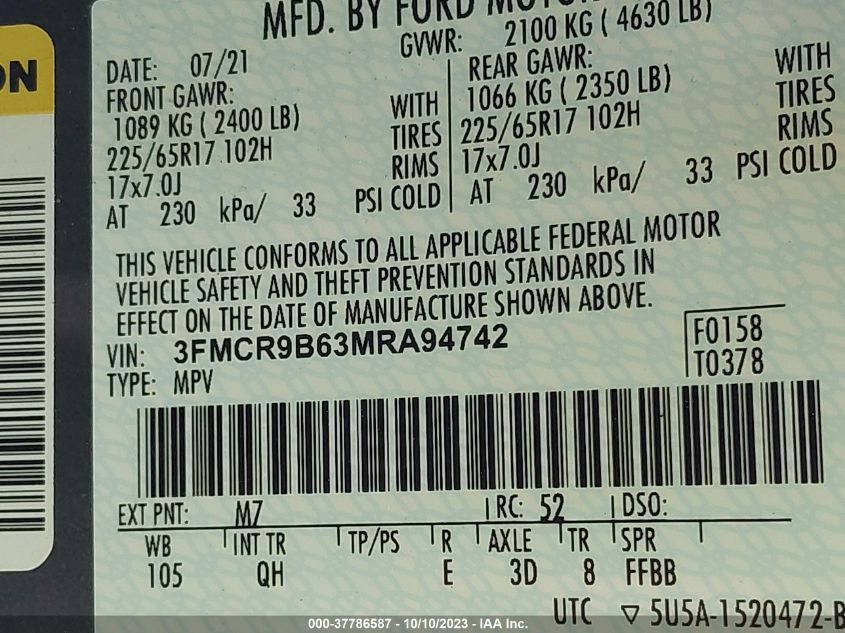 ON
MFD. BY FORD MOTOR
DATE: 07/21 GVWR: 2100 KG ( 4630 LB)
FRONT GAWR: REAR GAWR:
1089 KG ( 2400 LB) WITH 1066 KG ( 2350 LB) WITH
225/65R17 102H TIRES 225/65R17 102H TIRES
17x7.0J RIMS 17x7.0J RIMS
AT 230 kPa/ 33 PSI COLD AT 230 kPa/ 33 PSI COLD
THIS VEHICLE CONFORMS TO ALL APPLICABLE FEDERAL MOTOR
VEHICLE SAFETY AND THEFT PREVENTION STANDARDS IN
EFFECT ON THE DATE OF MANUFACTURE SHOWN ABOVE.
VIN: 3FMCR9B63MRA94742 F0158
TYPE: MPV T0378
EXT PNT: M7 RC: 52 DSO:
WB INT TR TP/PS R AXLE TR SPR
105 QH E 3D 8 FFBB
UTC ▽ 5U5A-1520472-B
000-37786587 - 10/10/2023 - IAA Inc.